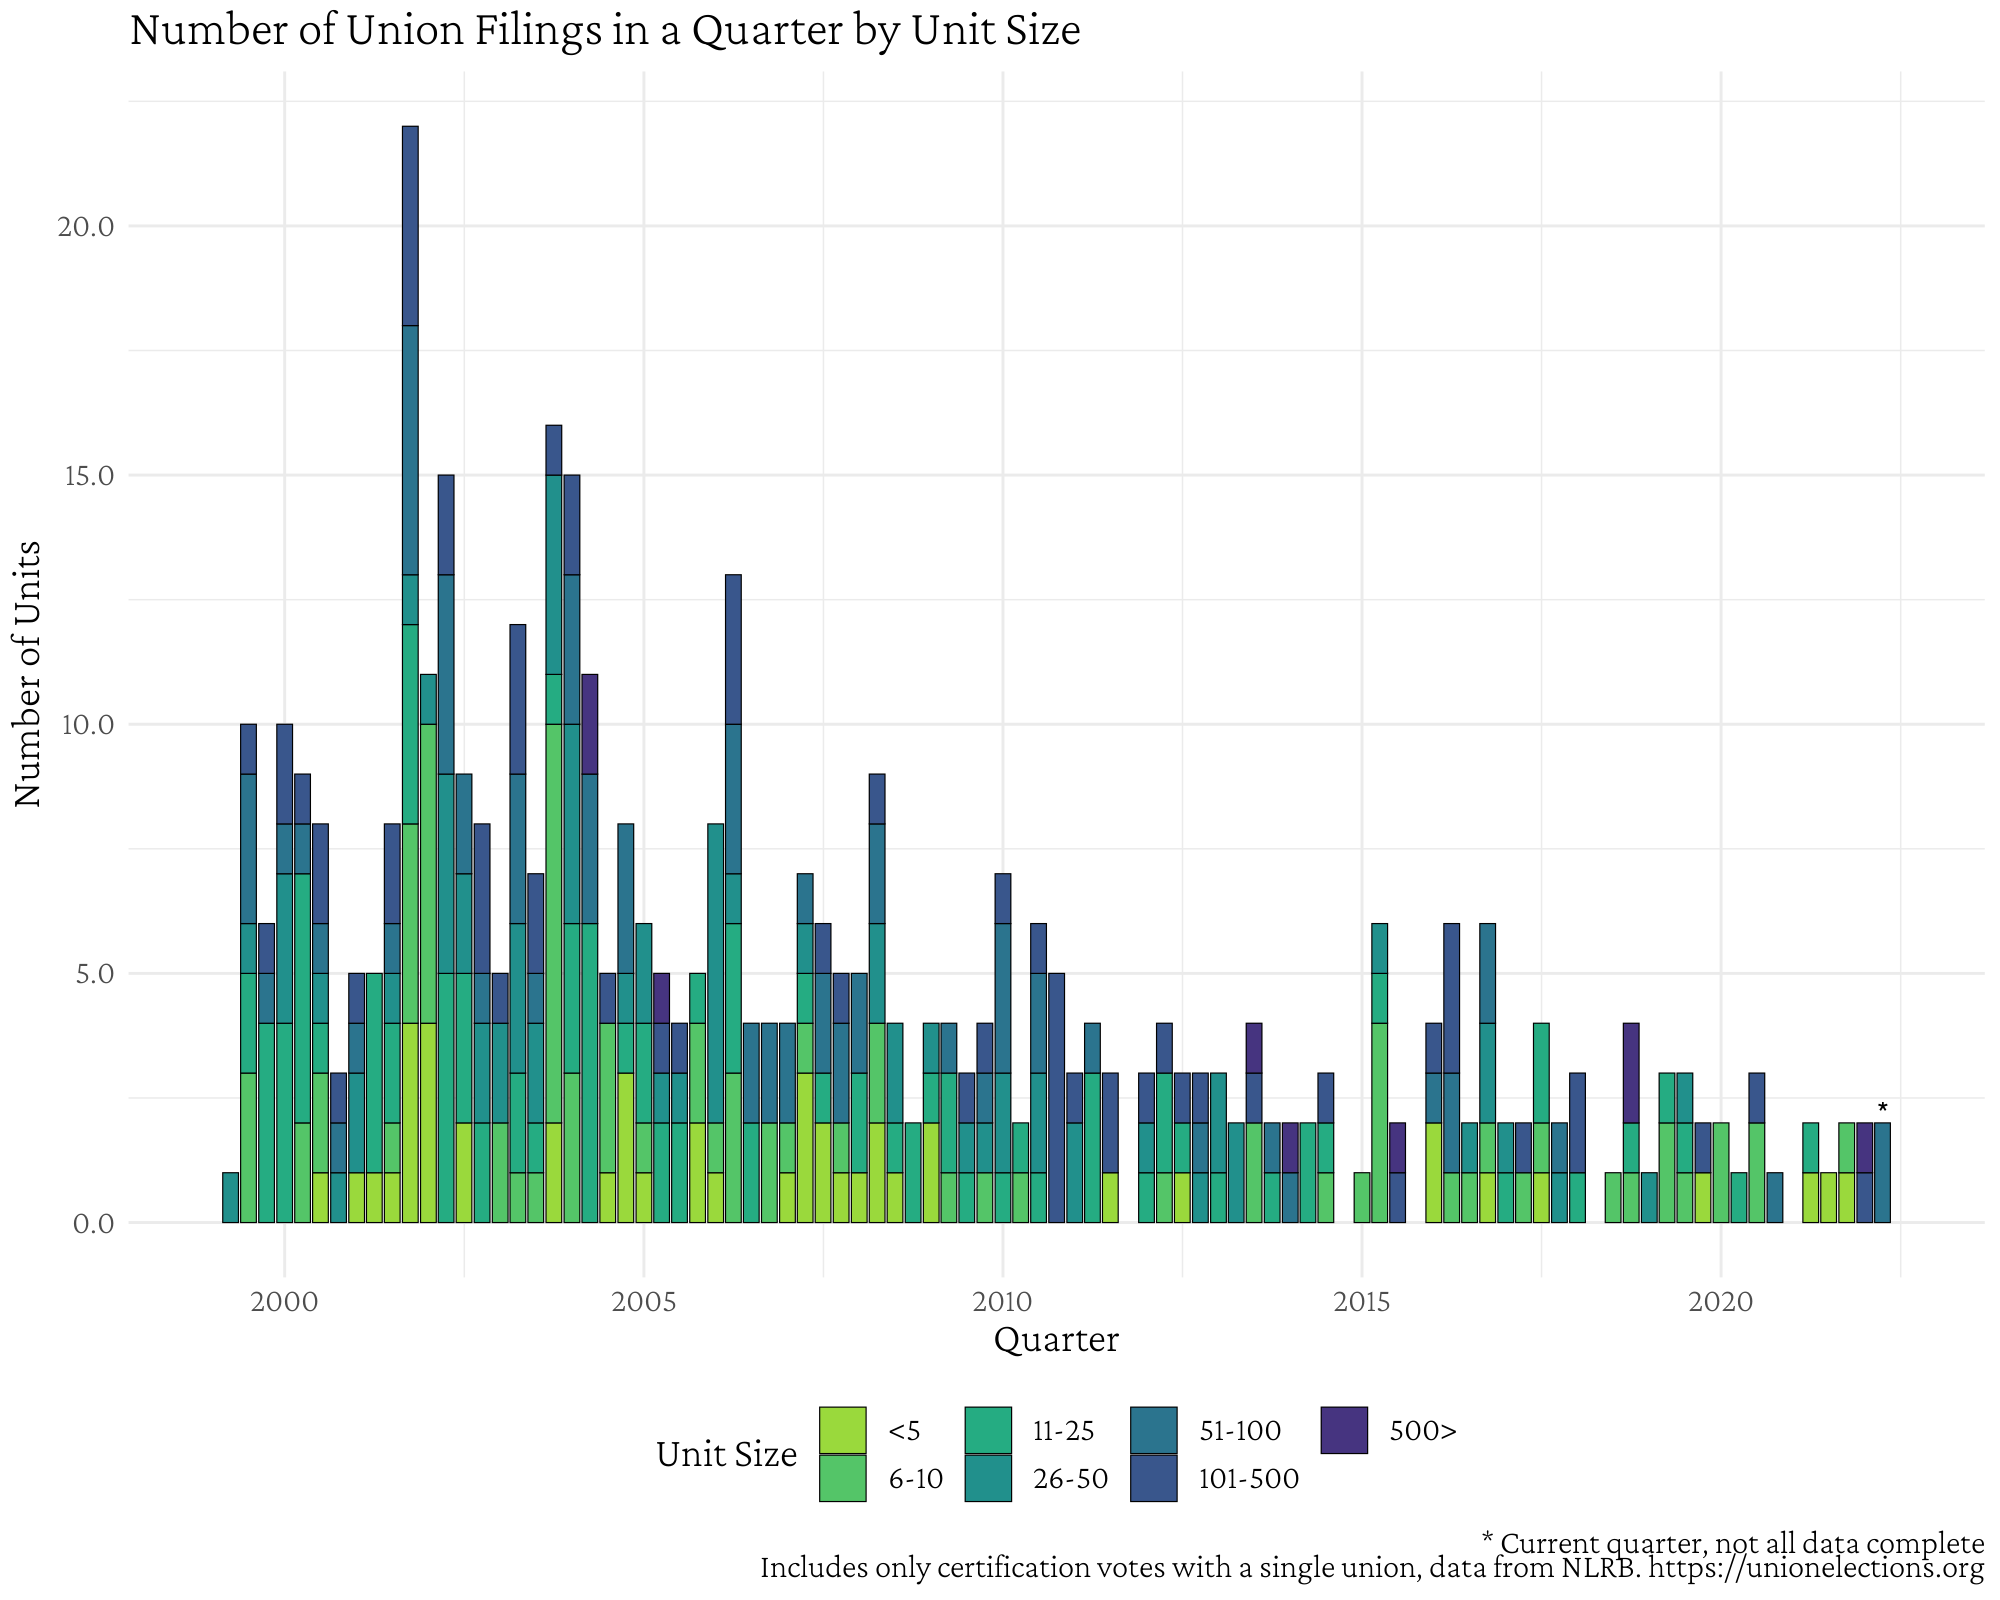 Number of Union Filings in a Quarter by Unit Size
Number of Units
20.0
15.0
10.0
5.0
0.0
*
2000 2005 2010 2015 2020
Quarter
Unit Size
<5 11-25 51-100 500>
6-10 26-50 101-500
* Current quarter, not all data complete
Includes only certification votes with a single union, data from NLRB. https://unionelections.org